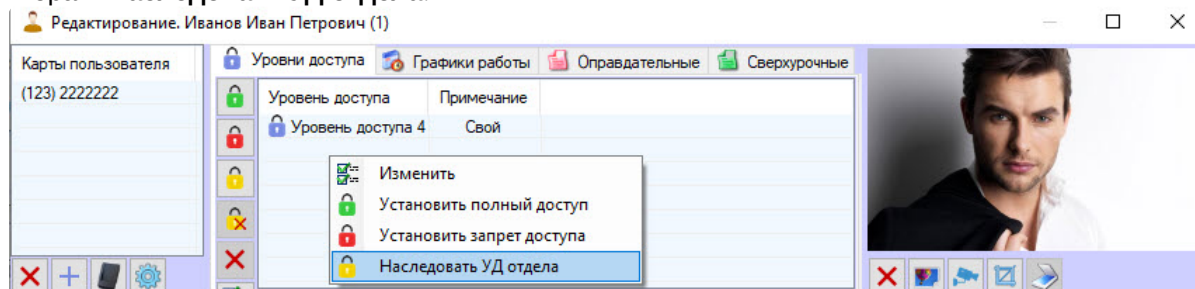 Редактирование. Иванов Иван Петрович (1)
Карты пользователя
(123) 2222222
Уровни доступа
Графики работы
Оправдательные
Сверхурочные
Уровень доступа
Примечание
Уровень доступа 4
Свой
Изменить
Установить полный доступ
Установить запрет доступа
Наследовать УД отдела